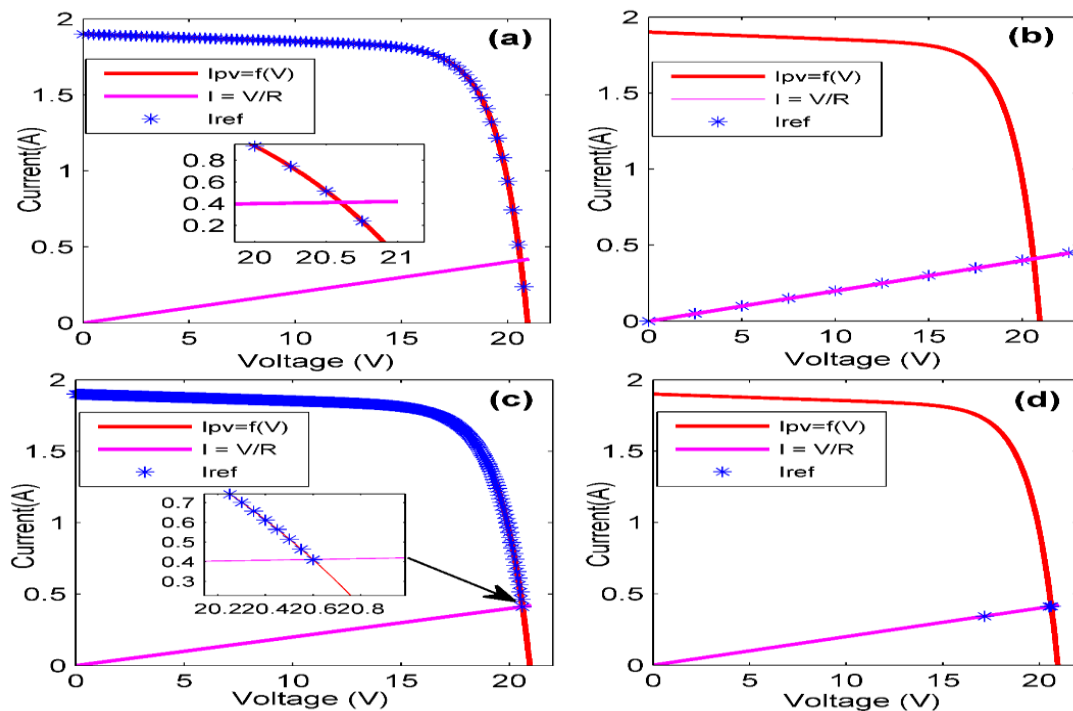 2
(a)
Ipv=f(V)
I = V/R
Iref
1.5
0.8
0.6
0.4
0.2
20 20.5 21
1
0.5
0
0 5 10 15 20
Current(A)
Voltage (V)
2
(b)
Ipv=f(V)
I = V/R
Iref
1.5
1
0.5
0
0 5 10 15 20
Current(A)
Voltage (V)
2
(c)
Ipv=f(V)
I = V/R
Iref
1.5
0.7
0.6
0.5
0.4
0.3
20.220.420.620.8
1
0.5
0
0 5 10 15 20
Current(A)
Voltage (V)
2
(d)
Ipv=f(V)
I = V/R
Iref
1.5
1
0.5
0
0 5 10 15 20
Current(A)
Voltage (V)